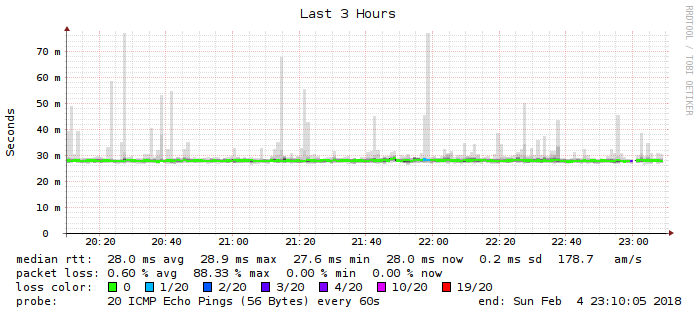 Last 3 Hours
RRDTOOL / TOBI OETIKER
Seconds
70 m
60 m
50 m
40 m
30 m
20 m
10 m
0
20:20 20:40 21:00 21:20 21:40 22:00 22:20 22:40 23:00
median rtt: 28.0 ms avg 28.9 ms max 27.6 ms min 28.0 ms now 0.2 ms sd 178.7 am/s
packet loss: 0.60 % avg 88.33 % max 0.00 % min 0.00 % now
loss color: 0 1/20 2/20 3/20 4/20 10/20 19/20
probe: 20 ICMP Echo Pings (56 Bytes) every 60s end: Sun Feb 4 23:10:05 2018